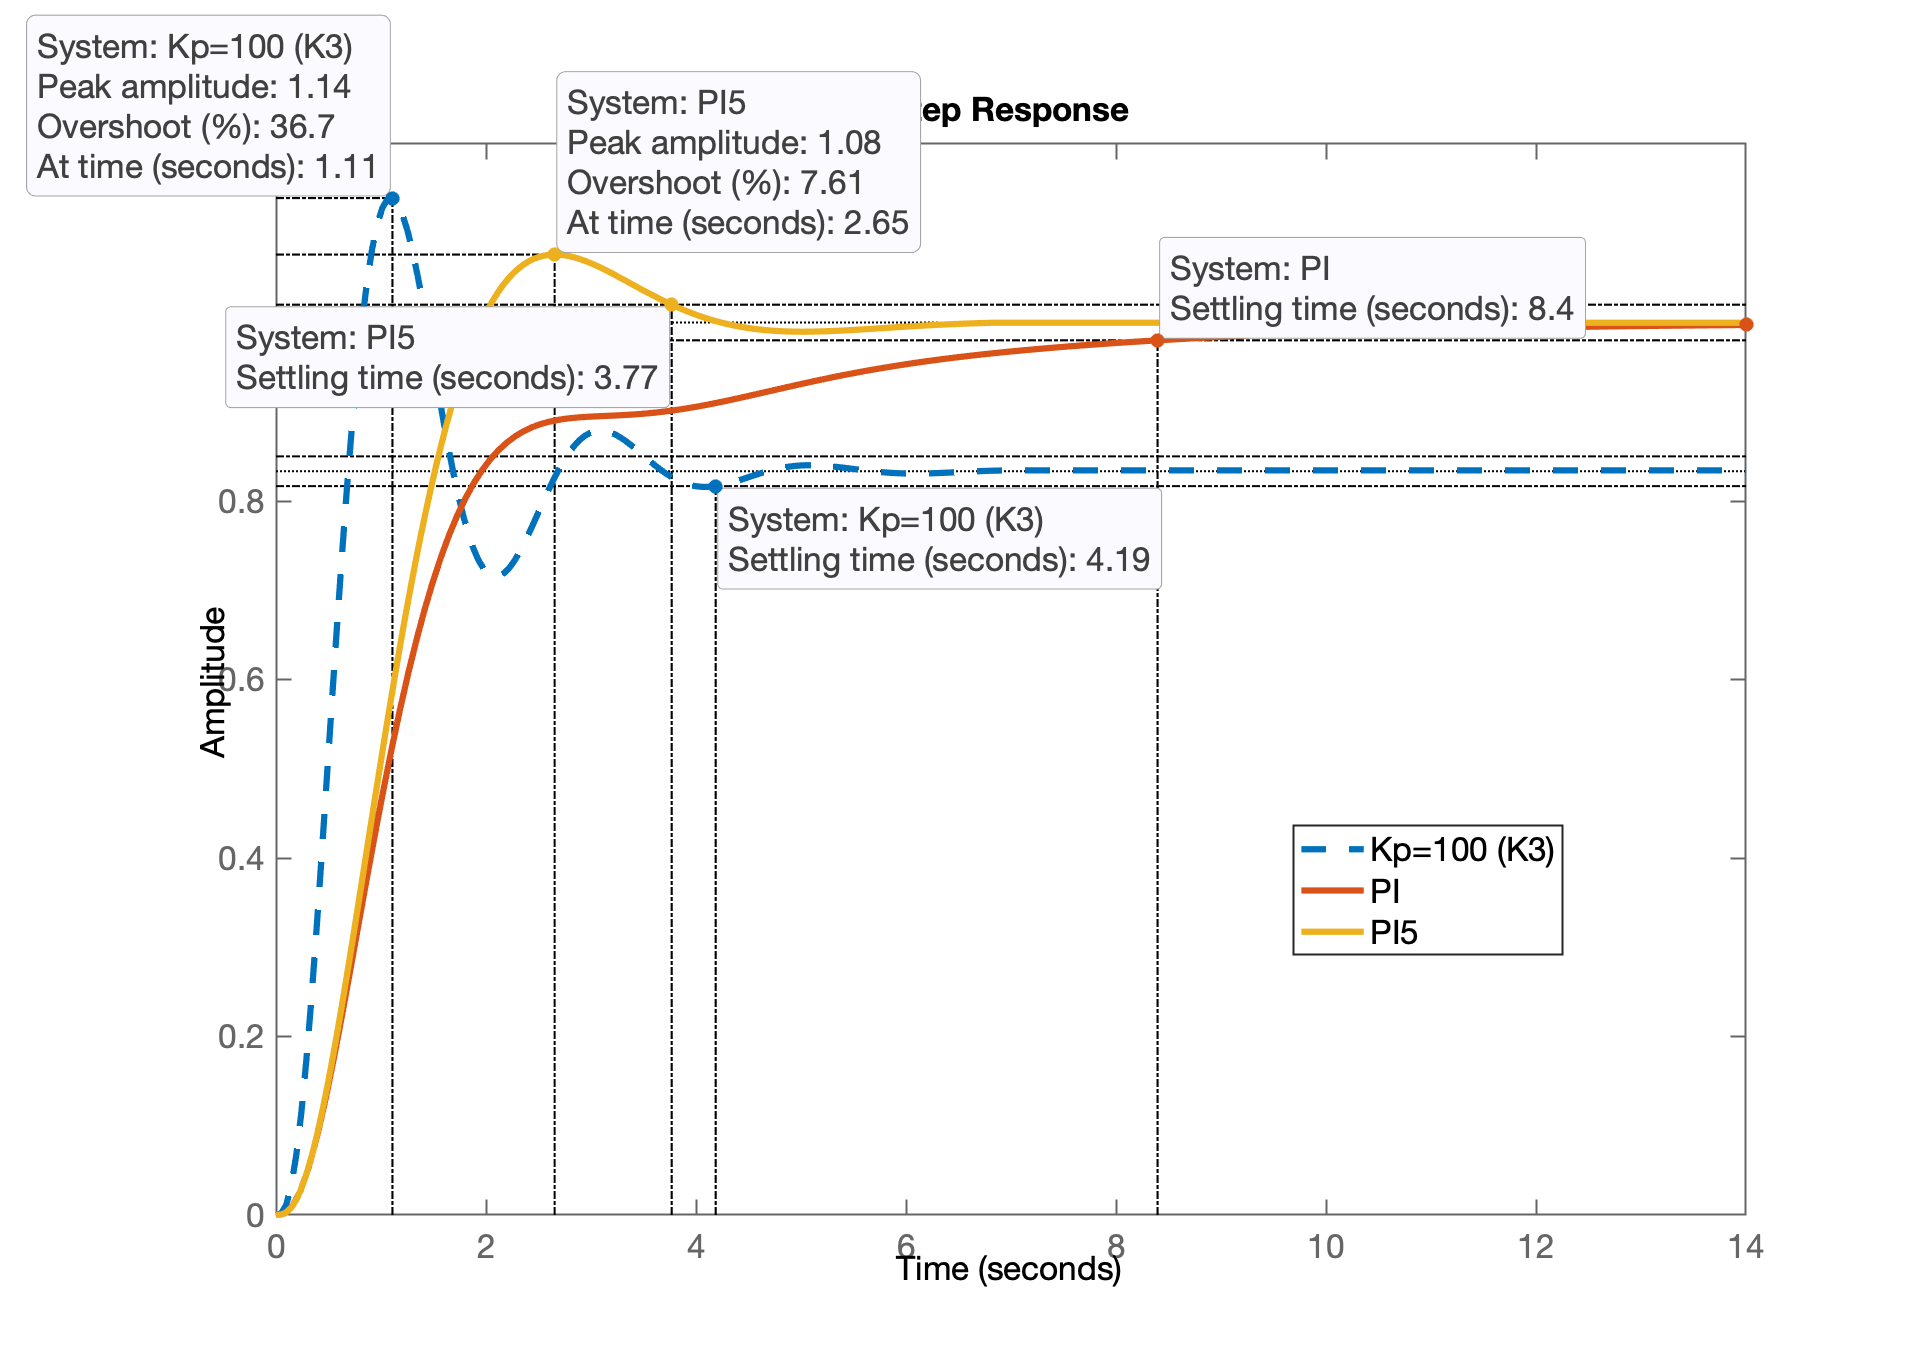 System: Kp=100 (K3)
Peak amplitude: 1.14
Overshoot (%): 36.7
At time (seconds): 1.11
System: PI5
Peak amplitude: 1.08
Overshoot (%): 7.61
At time (seconds): 2.65
ep Response
System: PI
Settling time (seconds): 8.4
System: PI5
Settling time (seconds): 3.77
System: Kp=100 (K3)
Settling time (seconds): 4.19
Amplitude
0.8
0.6
0.4
0.2
0
Kp=100 (K3)
PI
PI5
0 2 4 6 8 10 12 14
Time (seconds)